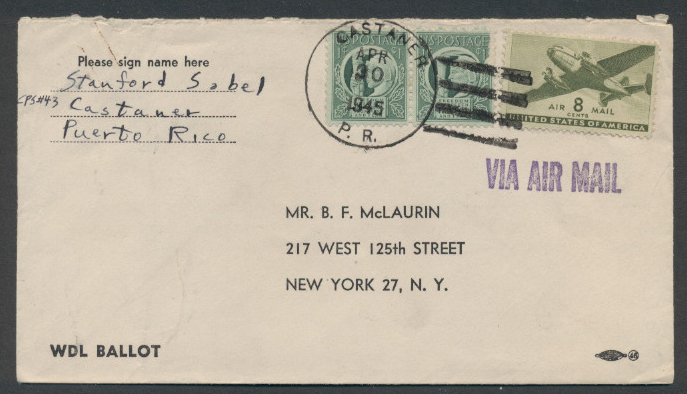 Please sign name here
Stanford Sobel
CPS#43 Castaner
Puerto Rico
CASTANER
APR
30
1945
P. R.
U.S. POSTAGE
U.S. POSTAGE
AIR 8 MAIL
CENTS
UNITED STATES OF AMERICA
VIA AIR MAIL
MR. B. F. McLAURIN
217 WEST 125th STREET
NEW YORK 27, N. Y.
WDL BALLOT